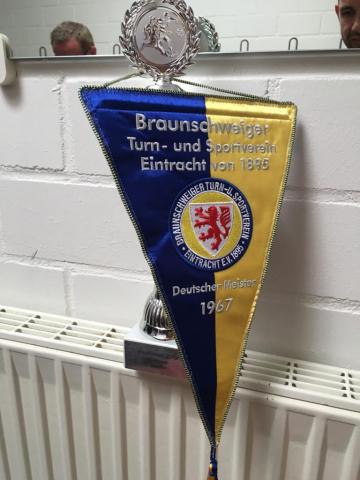 Braunschweiger
Turn- und Sportverein
Eintracht von 1895
BRAUNSCHWEIGER TURN-U. SPORTVEREIN
EINTRACHT E.V. 1895
Deutscher Meister
1967